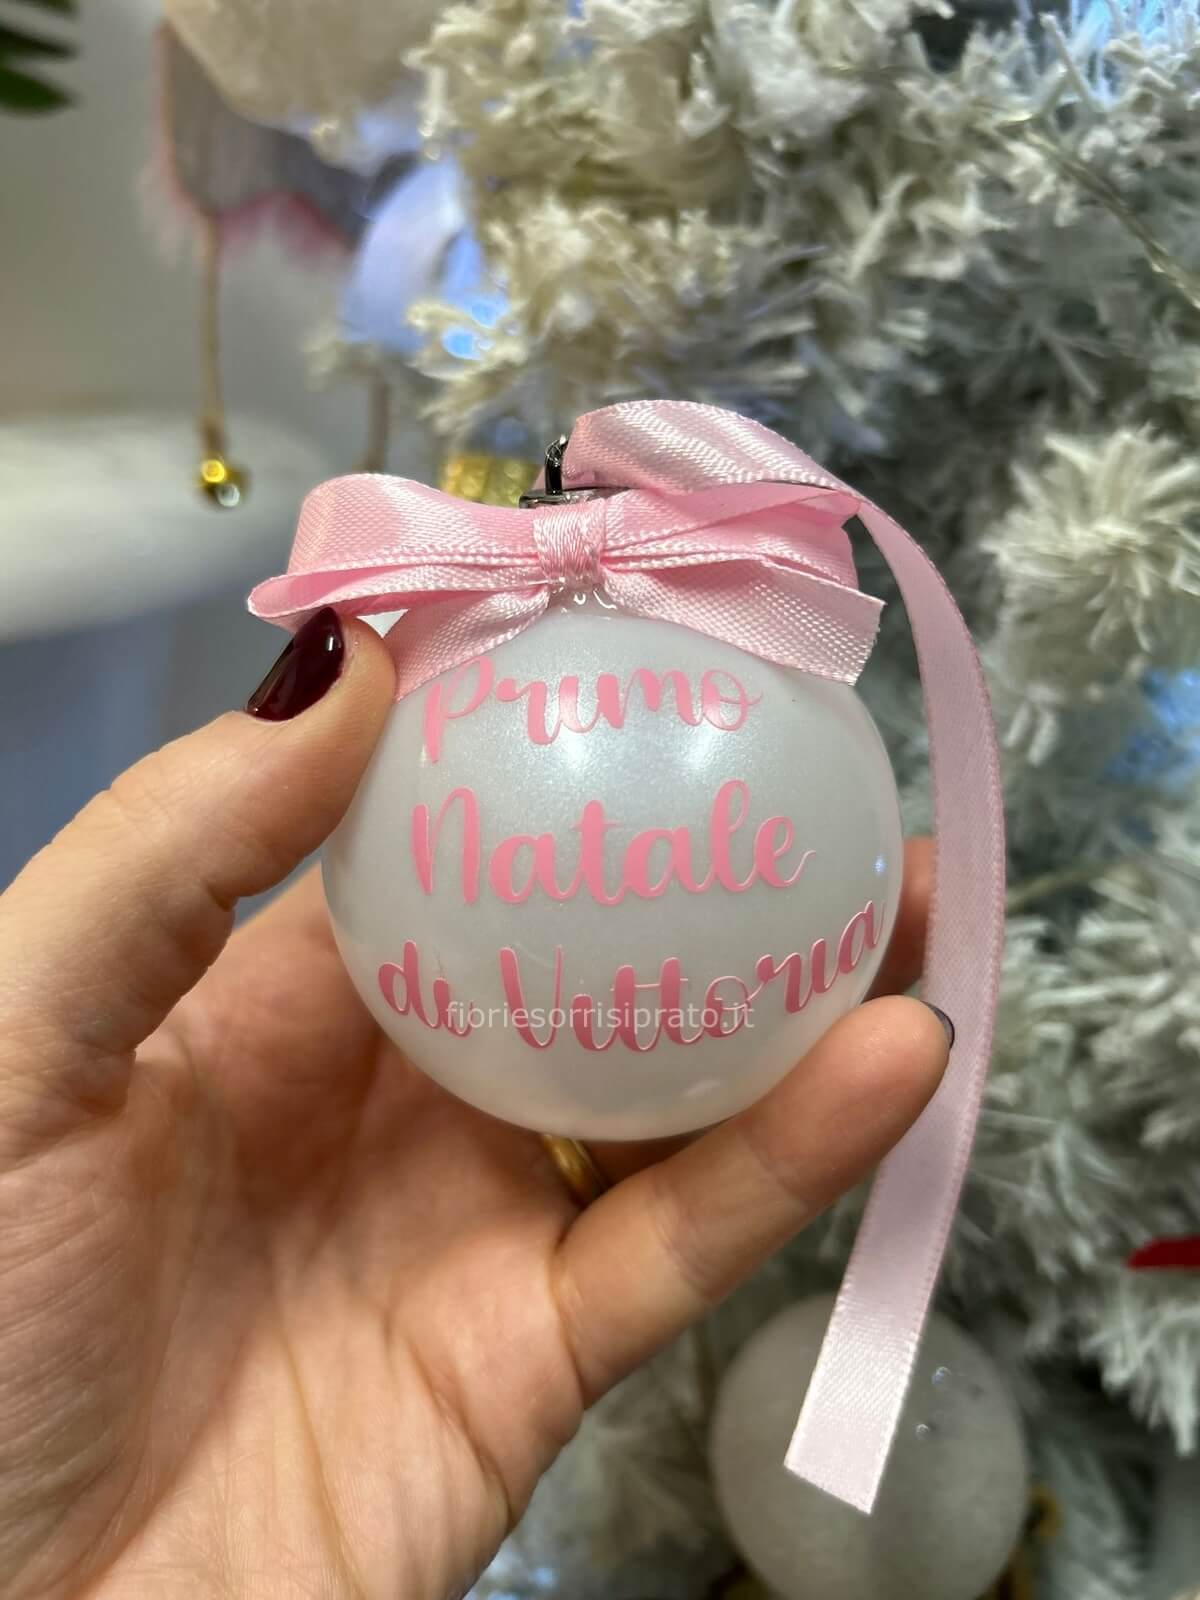 Primo
Natale
di Vittoria
fioriesorrisiprato.it